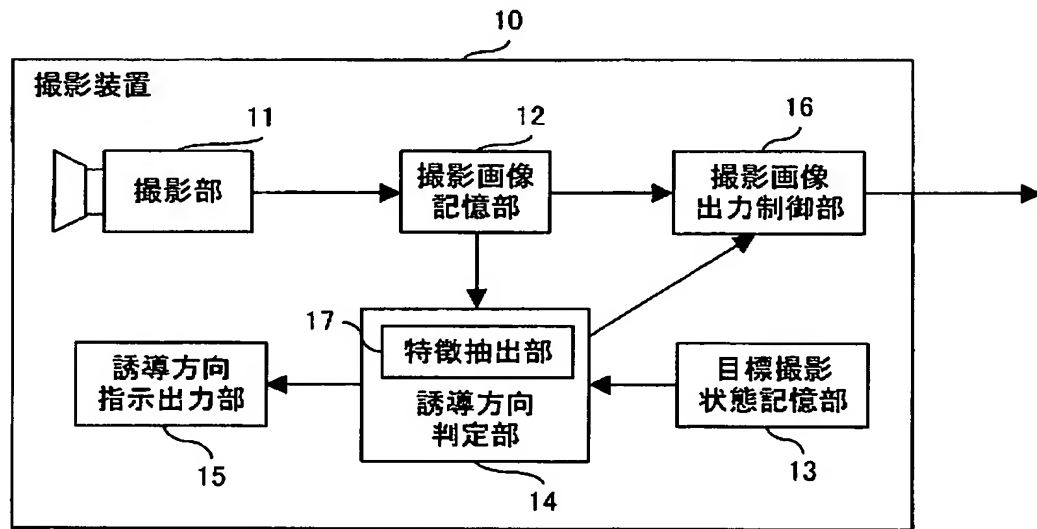 10
撮影装置
11
12
16
撮影部
撮影画像
記憶部
撮影画像
出力制御部
17
特徴抽出部
誘導方向
指示出力部
誘導方向
判定部
目標撮影
状態記憶部
15
14
13